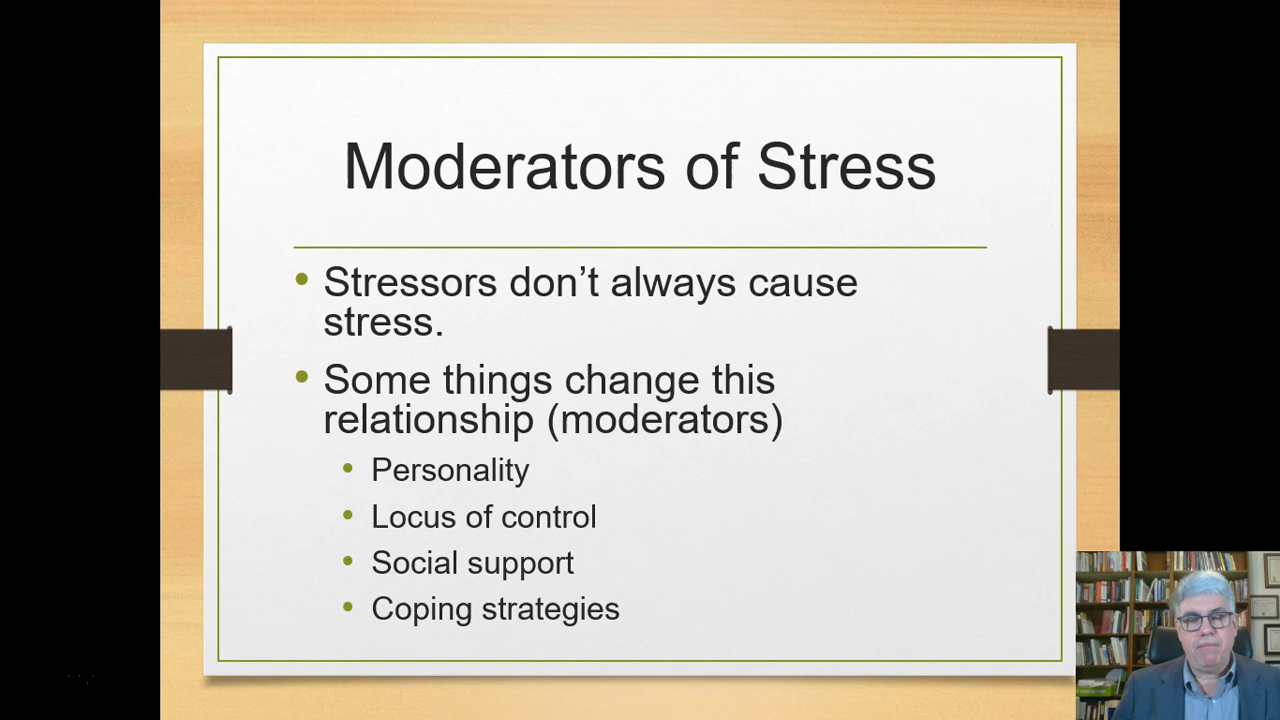 Moderators of Stress
• Stressors don’t always cause
stress.
• Some things change this
relationship (moderators)
• Personality
• Locus of control
• Social support
• Coping strategies